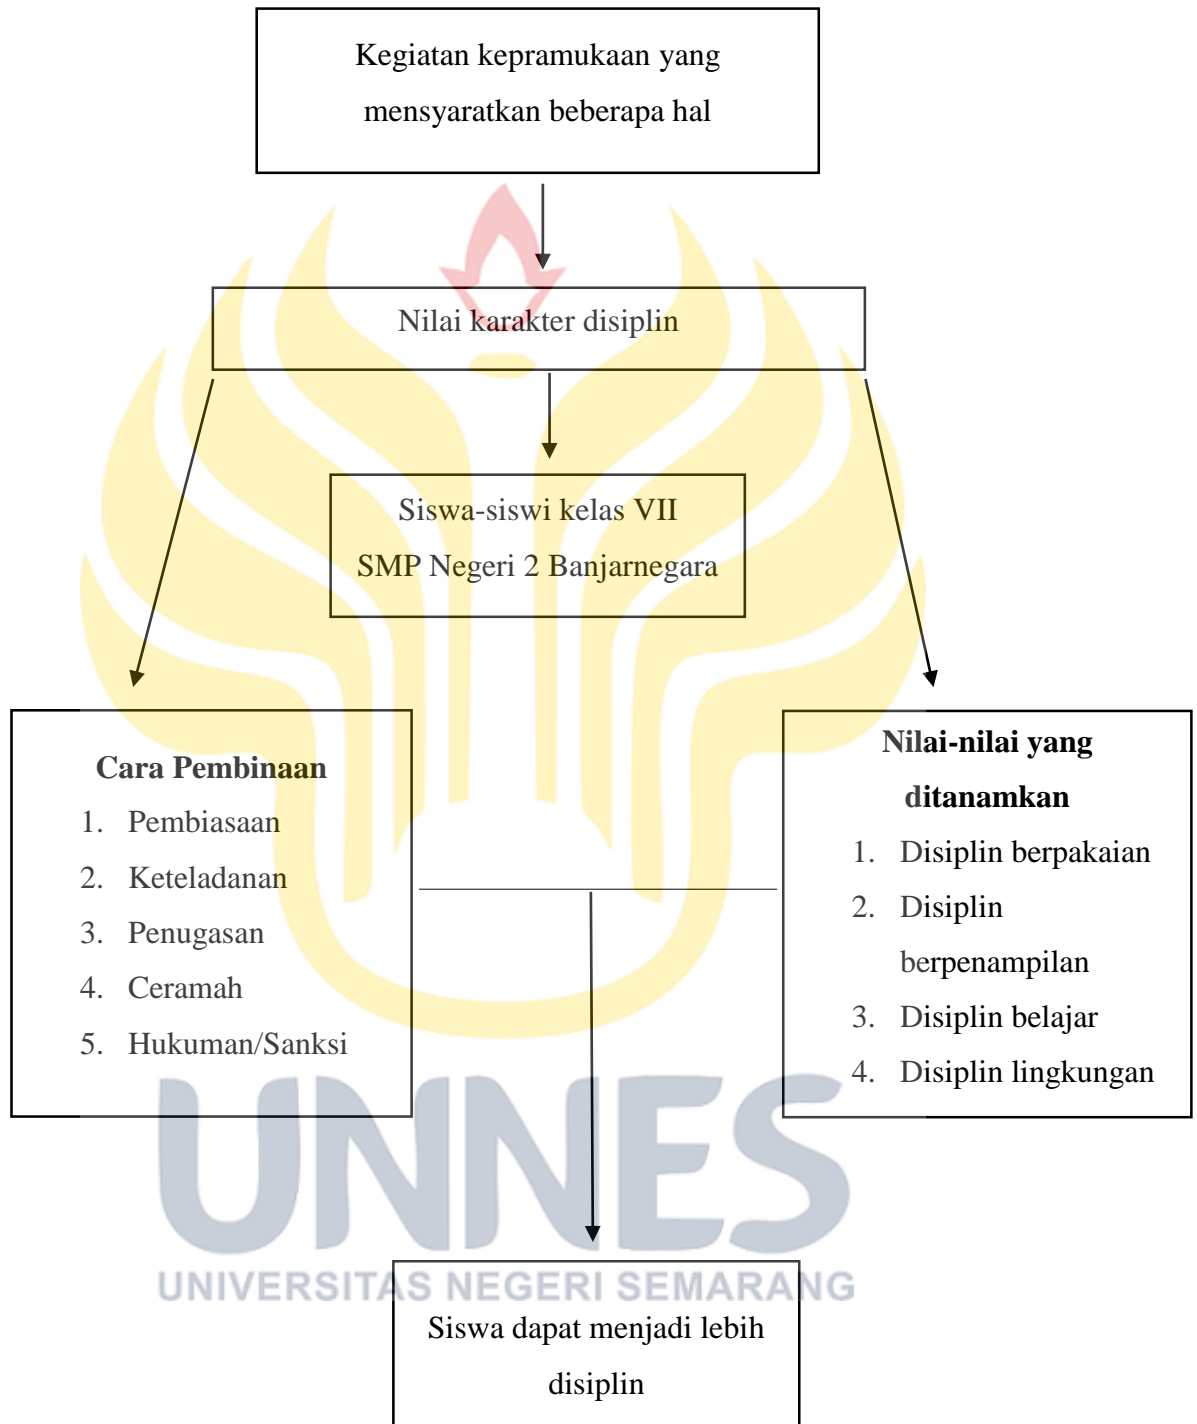 Kegiatan kepramukaan yang
mensyaratkan beberapa hal
Nilai karakter disiplin
Siswa-siswi kelas VII
SMP Negeri 2 Banjarnegara
Cara Pembinaan
1. Pembiasaan
2. Keteladanan
3. Penugasan
4. Ceramah
5. Hukuman/Sanksi
Nilai-nilai yang
ditanamkan
1. Disiplin berpakaian
2. Disiplin
berpenampilan
3. Disiplin belajar
4. Disiplin lingkungan
UNNES
UNIVERSITAS NEGERI SEMARANG
Siswa dapat menjadi lebih
disiplin